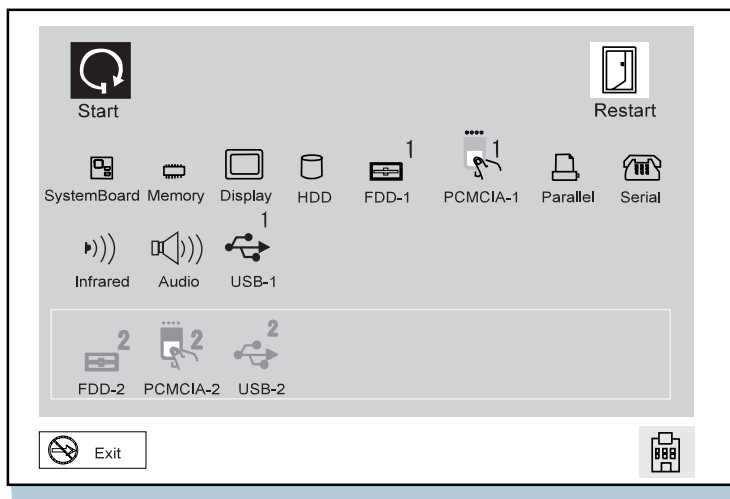 Start
Restart
1 1
SystemBoard Memory Display HDD FDD-1 PCMCIA-1 Parallel Serial
1
Infrared Audio USB-1
2 2 2
FDD-2 PCMCIA-2 USB-2
Exit